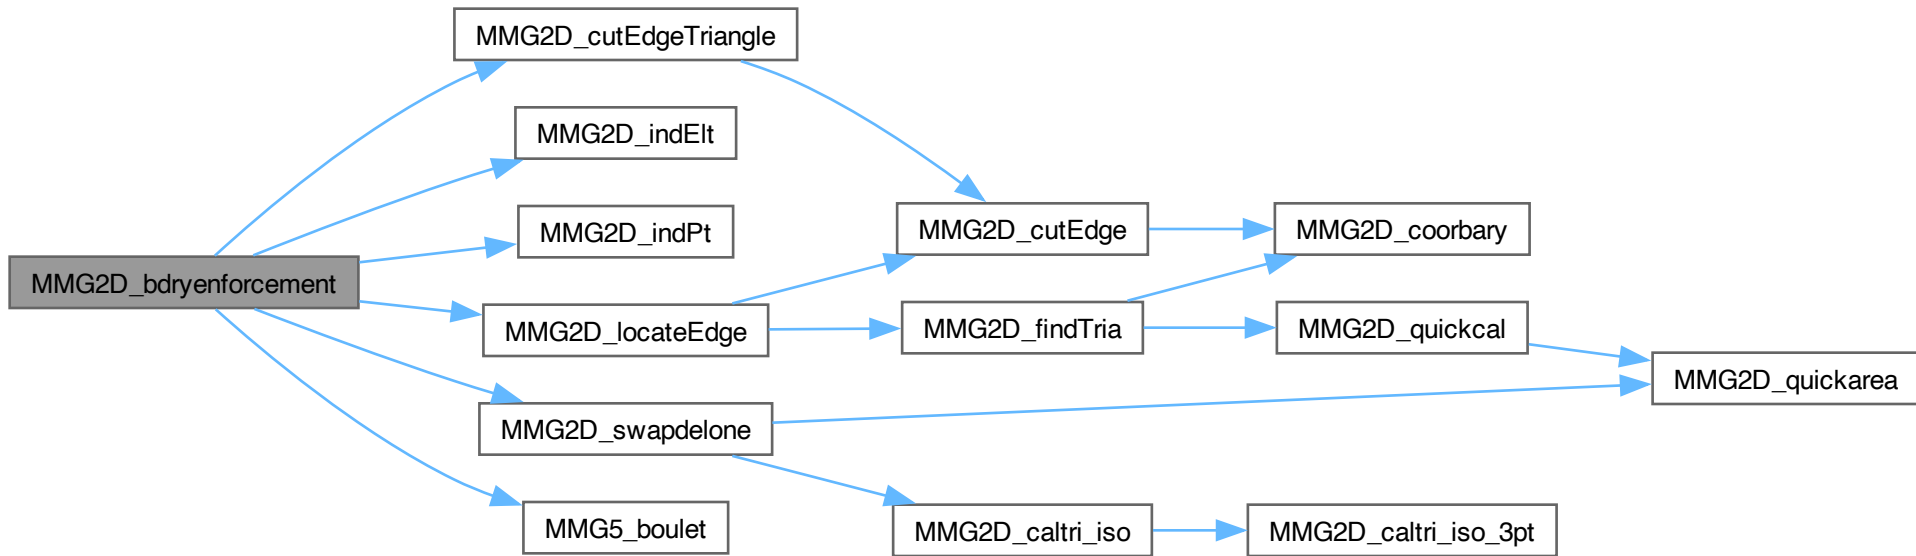 MMG2D_cutEdgeTriangle
MMG2D_indElt
MMG2D_indPt
MMG2D_cutEdge
MMG2D_coorbary
MMG2D_bdryenforcement
MMG2D_locateEdge
MMG2D_findTria
MMG2D_quickcal
MMG2D_quickarea
MMG2D_swapdelone
MMG5_boulet
MMG2D_caltri_iso
MMG2D_caltri_iso_3pt